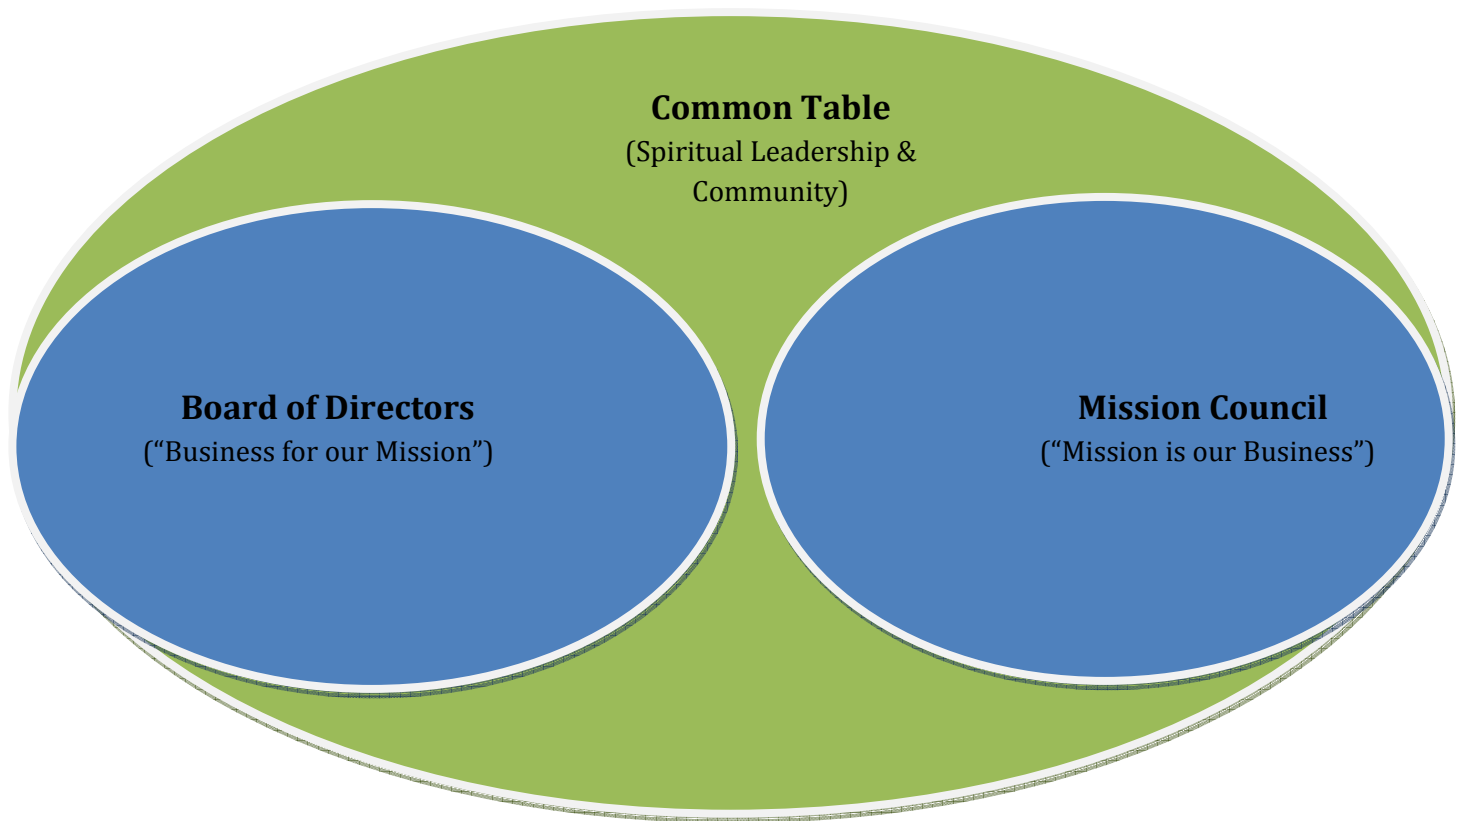 Common Table
(Spiritual Leadership &
Community)
Board of Directors
(“Business for our Mission”)
Mission Council
(“Mission is our Business”)